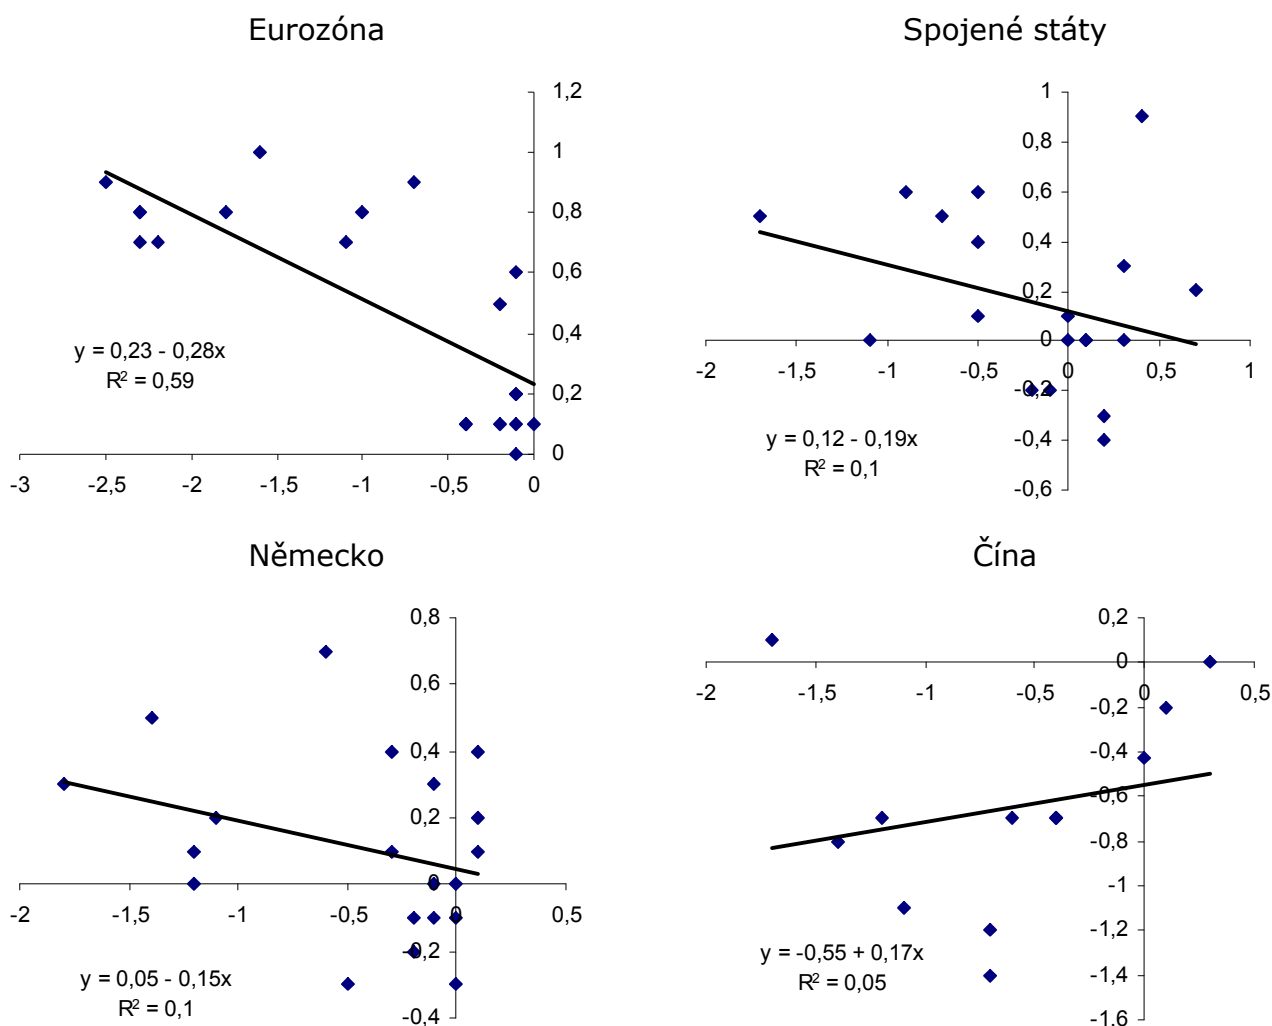 Eurozóna
1,2
1
0,8
0,6
0,4
0,2
0
-3 -2,5 -2 -1,5 -1 -0,5 0
y = 0,23 - 0,28x
R² = 0,59
Spojené státy
1
0,8
0,6
0,4
0,2
0
-0,2
-0,4
-0,6
-2 -1,5 -1 -0,5 0 0,5 1
y = 0,12 - 0,19x
R² = 0,1
Německo
0,8
0,6
0,4
0,2
0
-0,2
-0,4
-2 -1,5 -1 -0,5 0 0,5
y = 0,05 - 0,15x
R² = 0,1
Čína
0,2
0
-0,2
-0,4
-0,6
-0,8
-1
-1,2
-1,4
-1,6
-2 -1,5 -1 -0,5 0 0,5
y = -0,55 + 0,17x
R² = 0,05